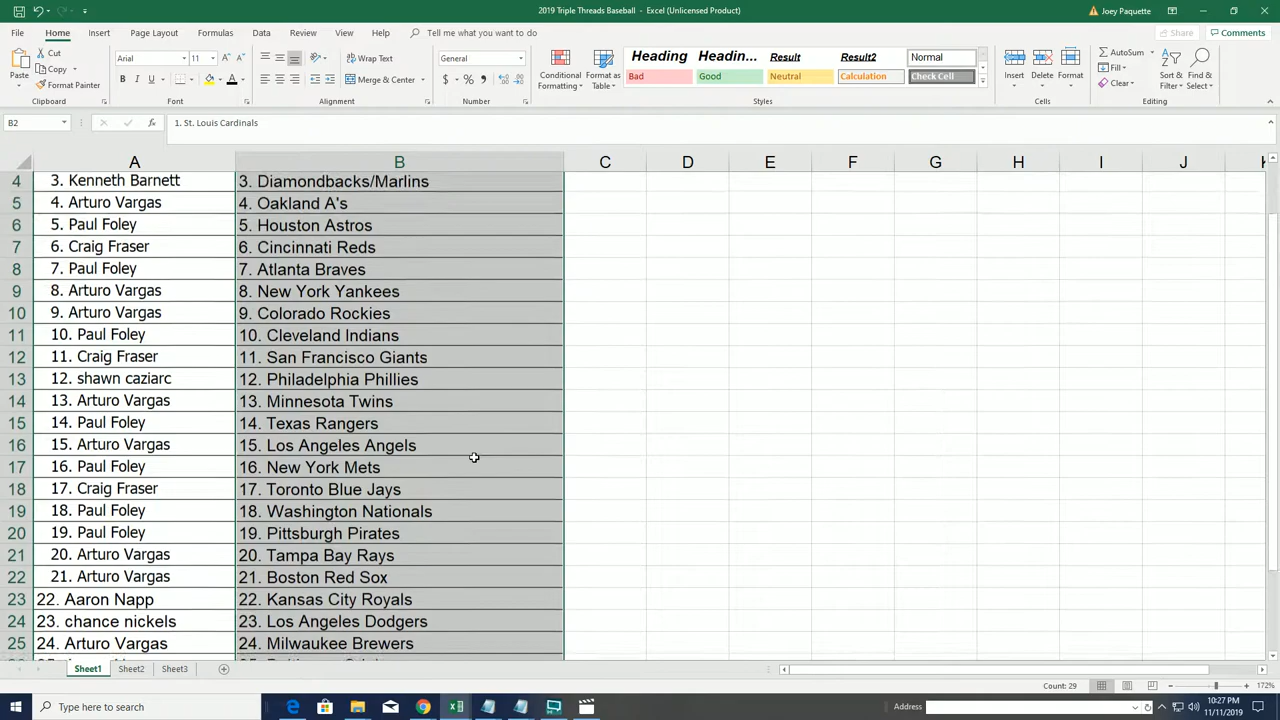 2019 Triple Threads Baseball - Excel (Unlicensed Product)
Joey Paquette
File Home Insert Page Layout Formulas Data Review View Help Tell me what you want to do
Share Comments
Paste Cut Copy Format Painter
Arial 11
Wrap Text
Merge & Center
General
Conditional Formatting Format as Table
Heading Headin... Result Result2 Normal
Bad Good Neutral Calculation Check Cell
Insert Delete Format
AutoSum Fill Clear
Sort & Filter Find & Select
Clipboard Font Alignment Number Styles Cells Editing
B2 1. St. Louis Cardinals
A B C D E F G H I J K
4 3. Kenneth Barnett 3. Diamondbacks/Marlins
5 4. Arturo Vargas 4. Oakland A's
6 5. Paul Foley 5. Houston Astros
7 6. Craig Fraser 6. Cincinnati Reds
8 7. Paul Foley 7. Atlanta Braves
9 8. Arturo Vargas 8. New York Yankees
10 9. Arturo Vargas 9. Colorado Rockies
11 10. Paul Foley 10. Cleveland Indians
12 11. Craig Fraser 11. San Francisco Giants
13 12. shawn caziarc 12. Philadelphia Phillies
14 13. Arturo Vargas 13. Minnesota Twins
15 14. Paul Foley 14. Texas Rangers
16 15. Arturo Vargas 15. Los Angeles Angels
17 16. Paul Foley 16. New York Mets
18 17. Craig Fraser 17. Toronto Blue Jays
19 18. Paul Foley 18. Washington Nationals
20 19. Paul Foley 19. Pittsburgh Pirates
21 20. Arturo Vargas 20. Tampa Bay Rays
22 21. Arturo Vargas 21. Boston Red Sox
23 22. Aaron Napp 22. Kansas City Royals
24 23. chance nickels 23. Los Angeles Dodgers
25 24. Arturo Vargas 24. Milwaukee Brewers
Sheet1 Sheet2 Sheet3
Count: 29 172%
Type here to search
Address
10:27 PM
11/11/2019